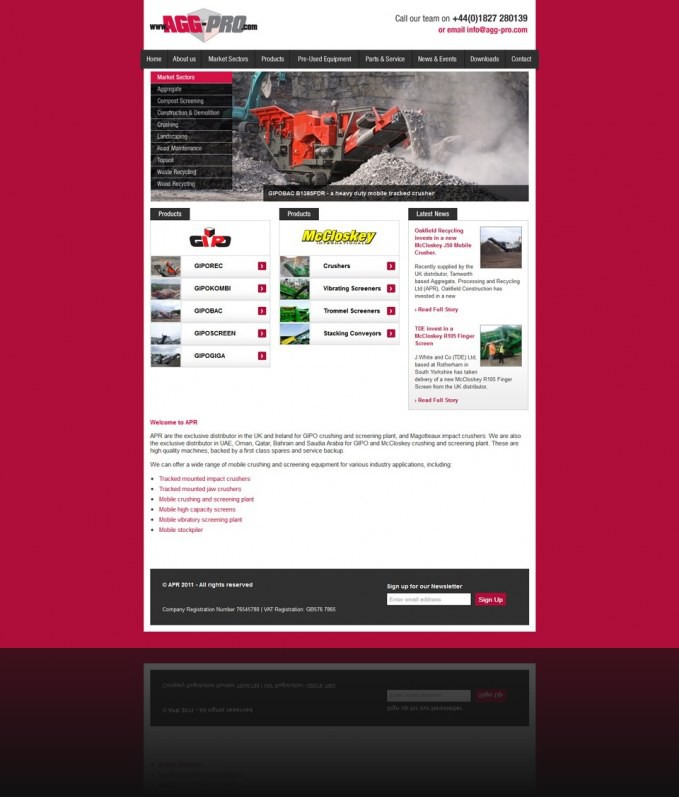 www.AGG-PRO.com
Call our team on +44(0)1827 280139
or email info@agg-pro.com
Home
About us
Market Sectors
Products
Pre-Used Equipment
Parts & Service
News & Events
Downloads
Contact
Market Sectors
Aggregate
Compost Screening
Construction & Demolition
Crushing
Landscaping
Road Maintenance
Topsoil
Waste Recycling
Wood Recycling
GIPOBAC B1385FDR - a heavy duty mobile tracked crusher
Products
GIPO
GIPOREC
GIPOKOMBI
GIPOBAC
GIPOSCREEN
GIPOGIGA
Products
McCloskey
INTERNATIONAL
Crushers
Vibrating Screeners
Trommel Screeners
Stacking Conveyors
Latest News
Oakfield Recycling
invests in a new
McCloskey J50 Mobile
Crusher.
Recently supplied by the
UK distributor, Tamworth
based Aggregate, Processing and Recycling
Ltd (APR), Oakfield Construction has
invested in a new
› Read Full Story
TDE invest in a
McCloskey R105 Finger
Screen
J.White and Co (TDE) Ltd,
based at Rotherham in
South Yorkshire has taken
delivery of a new McCloskey R105 Finger
Screen from the UK distributor.
› Read Full Story
Welcome to APR
APR are the exclusive distributor in the UK and Ireland for GIPO crushing and screening plant, and Magotteaux impact crushers. We are also
the exclusive distributor in UAE, Oman, Qatar, Bahrain and Saudia Arabia for GIPO and McCloskey crushing and screening plant. These are
high quality machines, backed by a first class spares and service backup.
We can offer a wide range of mobile crushing and screening equipment for various industry applications, including:
• Tracked mounted impact crushers
• Tracked mounted jaw crushers
• Mobile crushing and screening plant
• Mobile high capacity screens
• Mobile vibratory screening plant
• Mobile stockpiler
© APR 2011 - All rights reserved
Company Registration Number 76545788 | VAT Registration: GB576 7865
Sign up for our Newsletter
Enter email address
Sign Up